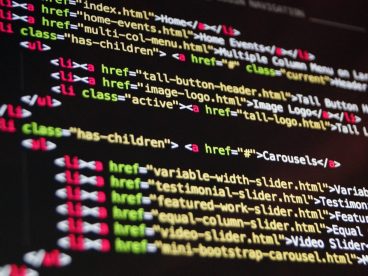 ="index.html">Home</a></li>
<a href="home-events.html">Home Events</a></li>
<a href="multi-col-menu.html">Multiple Column Menu
class="has-children"> <a href="#" class="current">Header
<ul>
<li><a href="tall-button-header.html">Tall Button
<li><a href="image-logo.html">Image Logo</a></li>
<li class="active"><a href="tall-logo.html">Tall
</ul>
</li>
li class="has-children"> <a href="#">Carousels</a>
<ul>
<li><a href="variable-width-slider.html">Variab
<li><a href="testimonial-slider.html">Testimon
<li><a href="featured-work-slider.html">Featu
<li><a href="equal-column-slider.html">Equal
<li><a href="video-slider.html">Video Slider
<li><a href="mini-bootstrap-carousel.html">M
</ul>